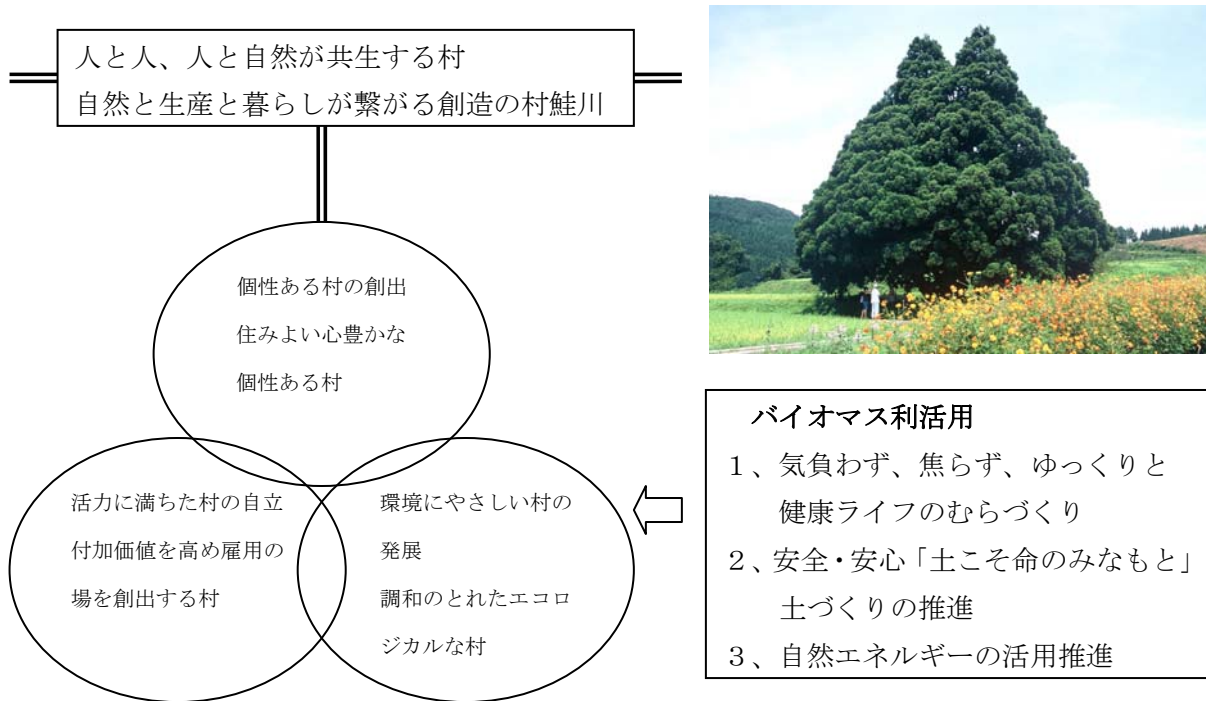 人と人、人と自然が共生する村
自然と生産と暮らしが繋がる創造の村鮭川
個性ある村の創出
住みよい心豊かな
個性ある村
活力に満ちた村の自立
付加価値を高め雇用の
場を創出する村
環境にやさしい村の
発展
調和のとれたエコロ
ジカルな村
バイオマス利活用
１、気負わず、焦らず、ゆっくりと
健康ライフのむらづくり
２、安全・安心「土こそ命のみなもと」
土づくりの推進
３、自然エネルギーの活用推進